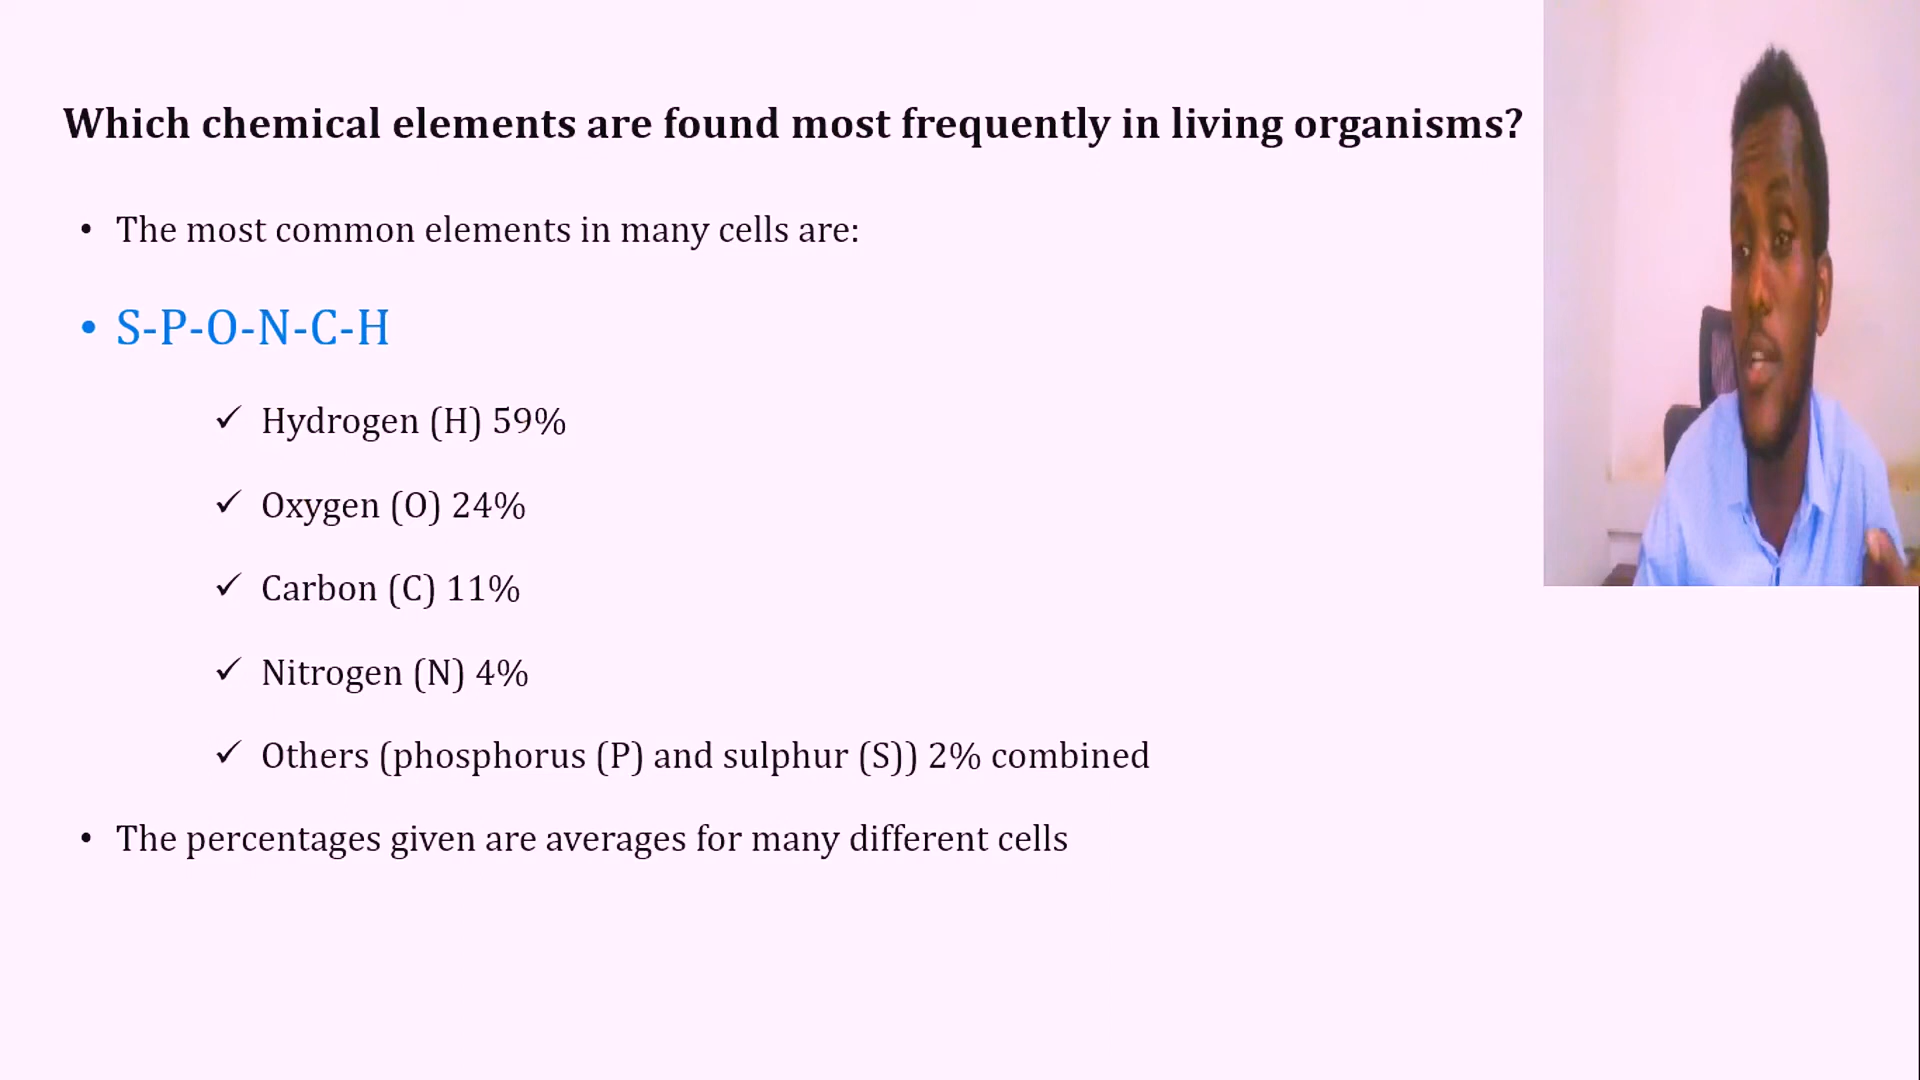 Which chemical elements are found most frequently in living organisms?
• The most common elements in many cells are:
• S-P-O-N-C-H
✓ Hydrogen (H) 59%
✓ Oxygen (O) 24%
✓ Carbon (C) 11%
✓ Nitrogen (N) 4%
✓ Others (phosphorus (P) and sulphur (S)) 2% combined
• The percentages given are averages for many different cells